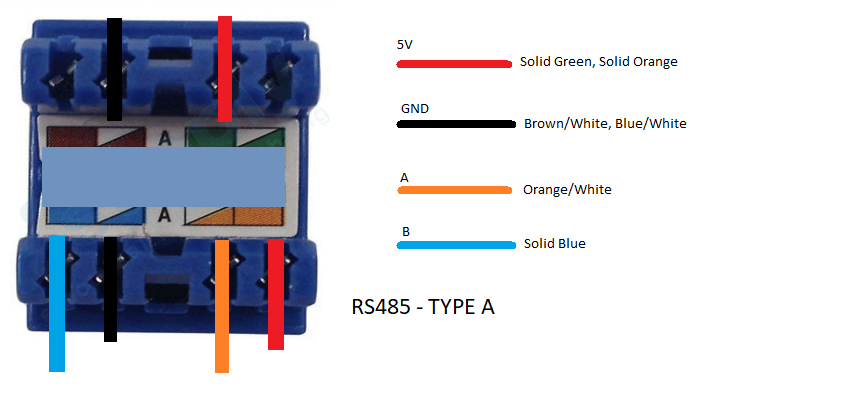 5V
Solid Green, Solid Orange
A
GND
Brown/White, Blue/White
A
A
Orange/White
B
Solid Blue
RS485 - TYPE A